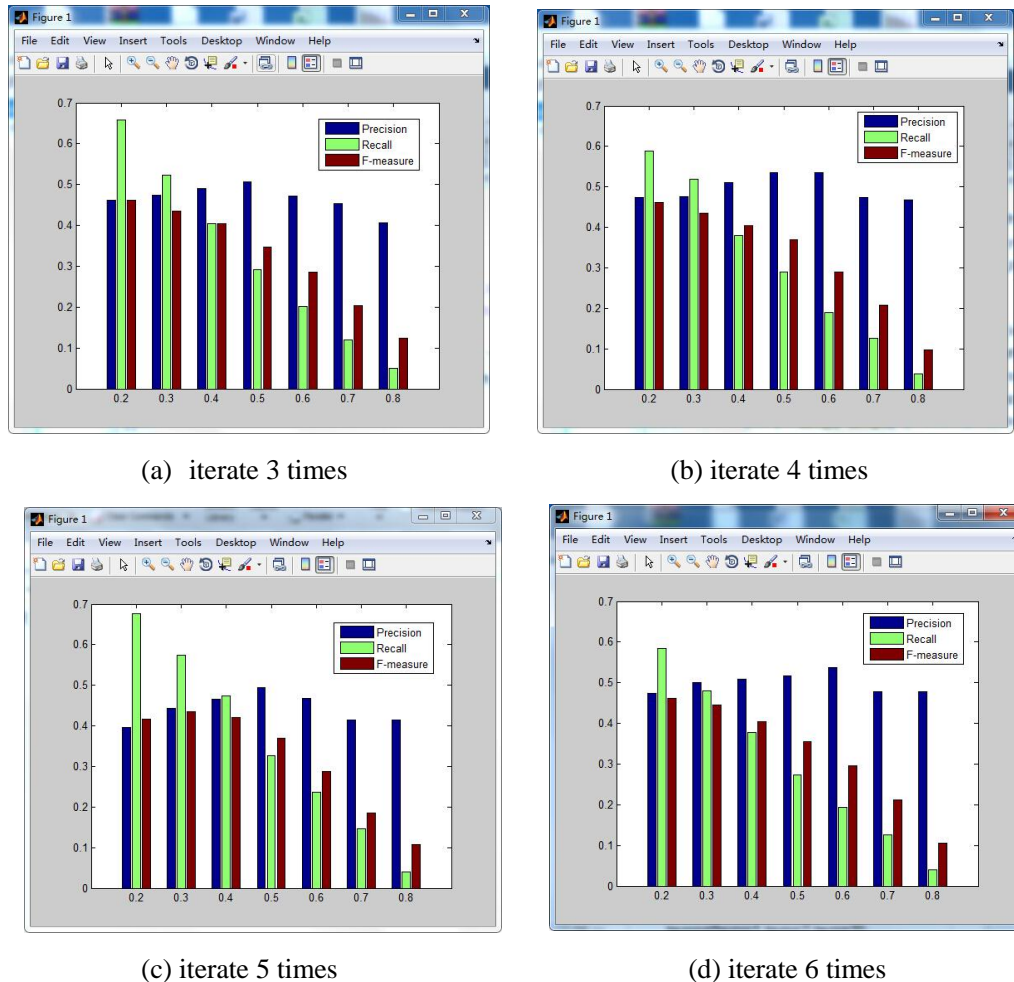 Figure 1
File Edit View Insert Tools Desktop Window Help
0.7
0.6
0.5
0.4
0.3
0.2
0.1
0
0.2 0.3 0.4 0.5 0.6 0.7 0.8
Precision
Recall
F-measure
(a) iterate 3 times
Figure 1
File Edit View Insert Tools Desktop Window Help
0.7
0.6
0.5
0.4
0.3
0.2
0.1
0
0.2 0.3 0.4 0.5 0.6 0.7 0.8
Precision
Recall
F-measure
(b) iterate 4 times
Figure 1
File Edit View Insert Tools Desktop Window Help
0.7
0.6
0.5
0.4
0.3
0.2
0.1
0
0.2 0.3 0.4 0.5 0.6 0.7 0.8
Precision
Recall
F-measure
(c) iterate 5 times
Figure 1
File Edit View Insert Tools Desktop Window Help
0.7
0.6
0.5
0.4
0.3
0.2
0.1
0
0.2 0.3 0.4 0.5 0.6 0.7 0.8
Precision
Recall
F-measure
(d) iterate 6 times